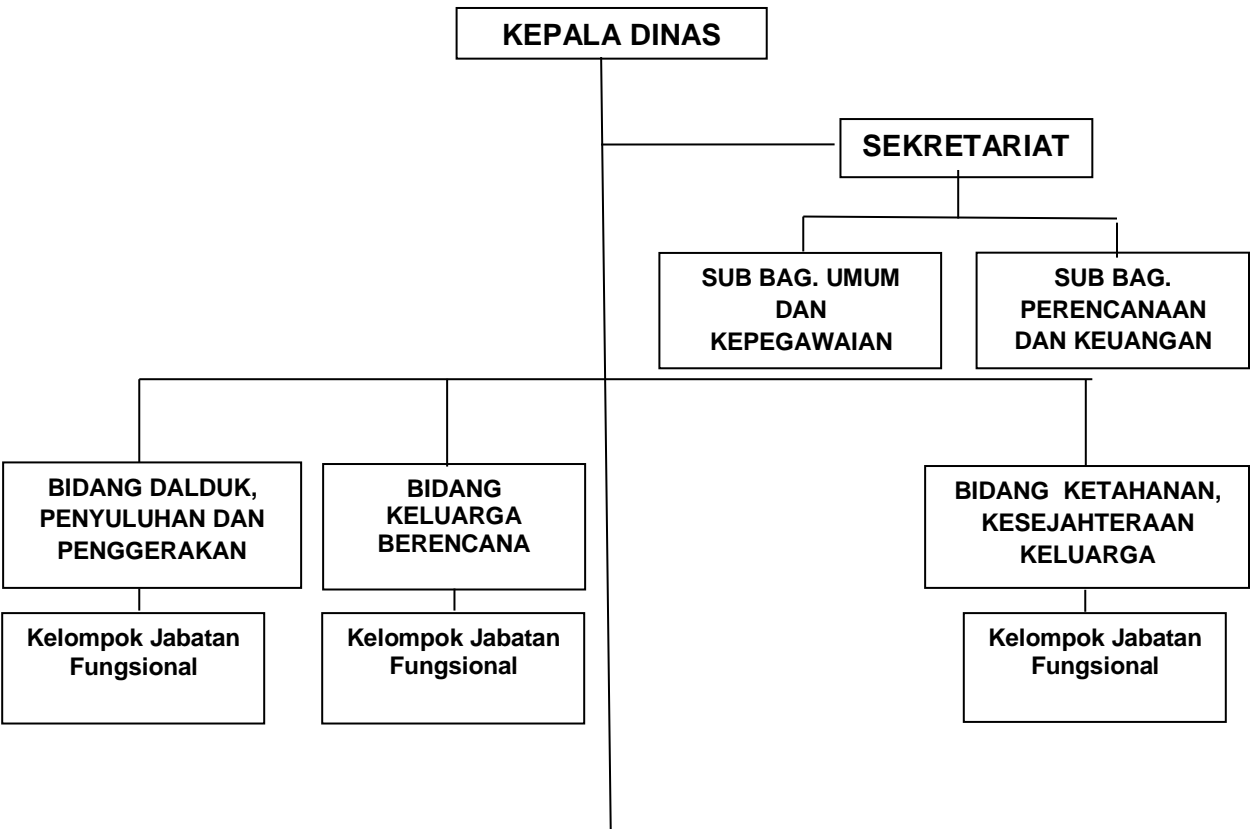 KEPALA DINAS
SEKRETARIAT
SUB BAG. UMUM
DAN
KEPEGAWAIAN
SUB BAG.
PERENCANAAN
DAN KEUANGAN
BIDANG DALDUK,
PENYULUHAN DAN
PENGGERAKAN
BIDANG
KELUARGA
BERENCANA
BIDANG KETAHANAN,
KESEJAHTERAAN
KELUARGA
Kelompok Jabatan
Fungsional
Kelompok Jabatan
Fungsional
Kelompok Jabatan
Fungsional